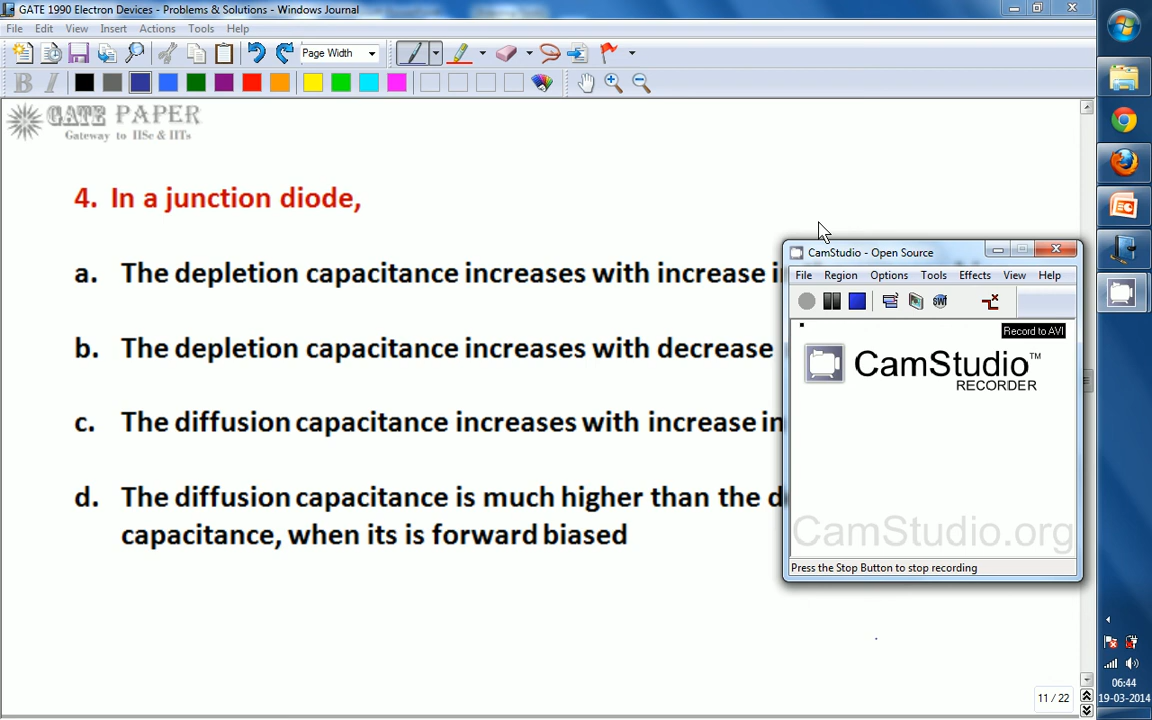 GATE 1990 Electron Devices - Problems & Solutions - Windows Journal
File Edit View Insert Actions Tools Help
Page Width
B I
GATE PAPER
Gateway to IISc & IITs
4. In a junction diode,
a. The depletion capacitance increases with increase
b. The depletion capacitance increases with decrease
c. The diffusion capacitance increases with increase in
d. The diffusion capacitance is much higher than the
capacitance, when its is forward biased
CamStudio - Open Source
File Region Options Tools Effects View Help
Record to AVI
CamStudio™
RECORDER
CamStudio.org
Press the Stop Button to stop recording
11 / 22
06:44
19-03-2014